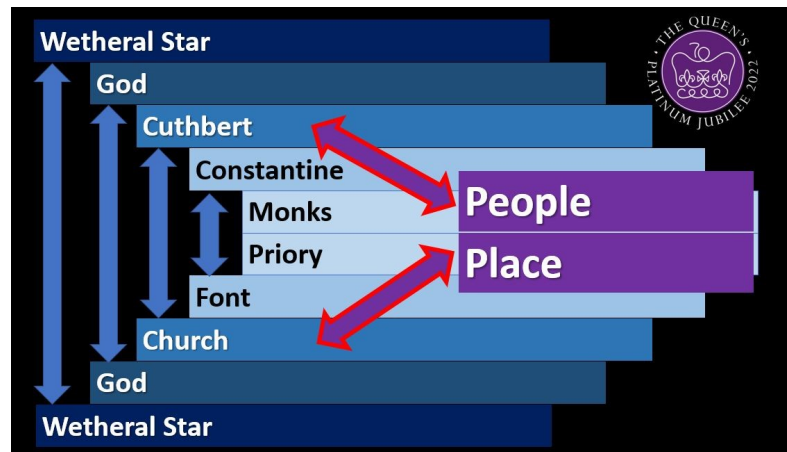 Wetheral Star
God
Cuthbert
Constantine
Monks
Priory
Font
Church
God
Wetheral Star
People
Place
· THE QUEEN'S · PLATINUM JUBILEE 2022
70